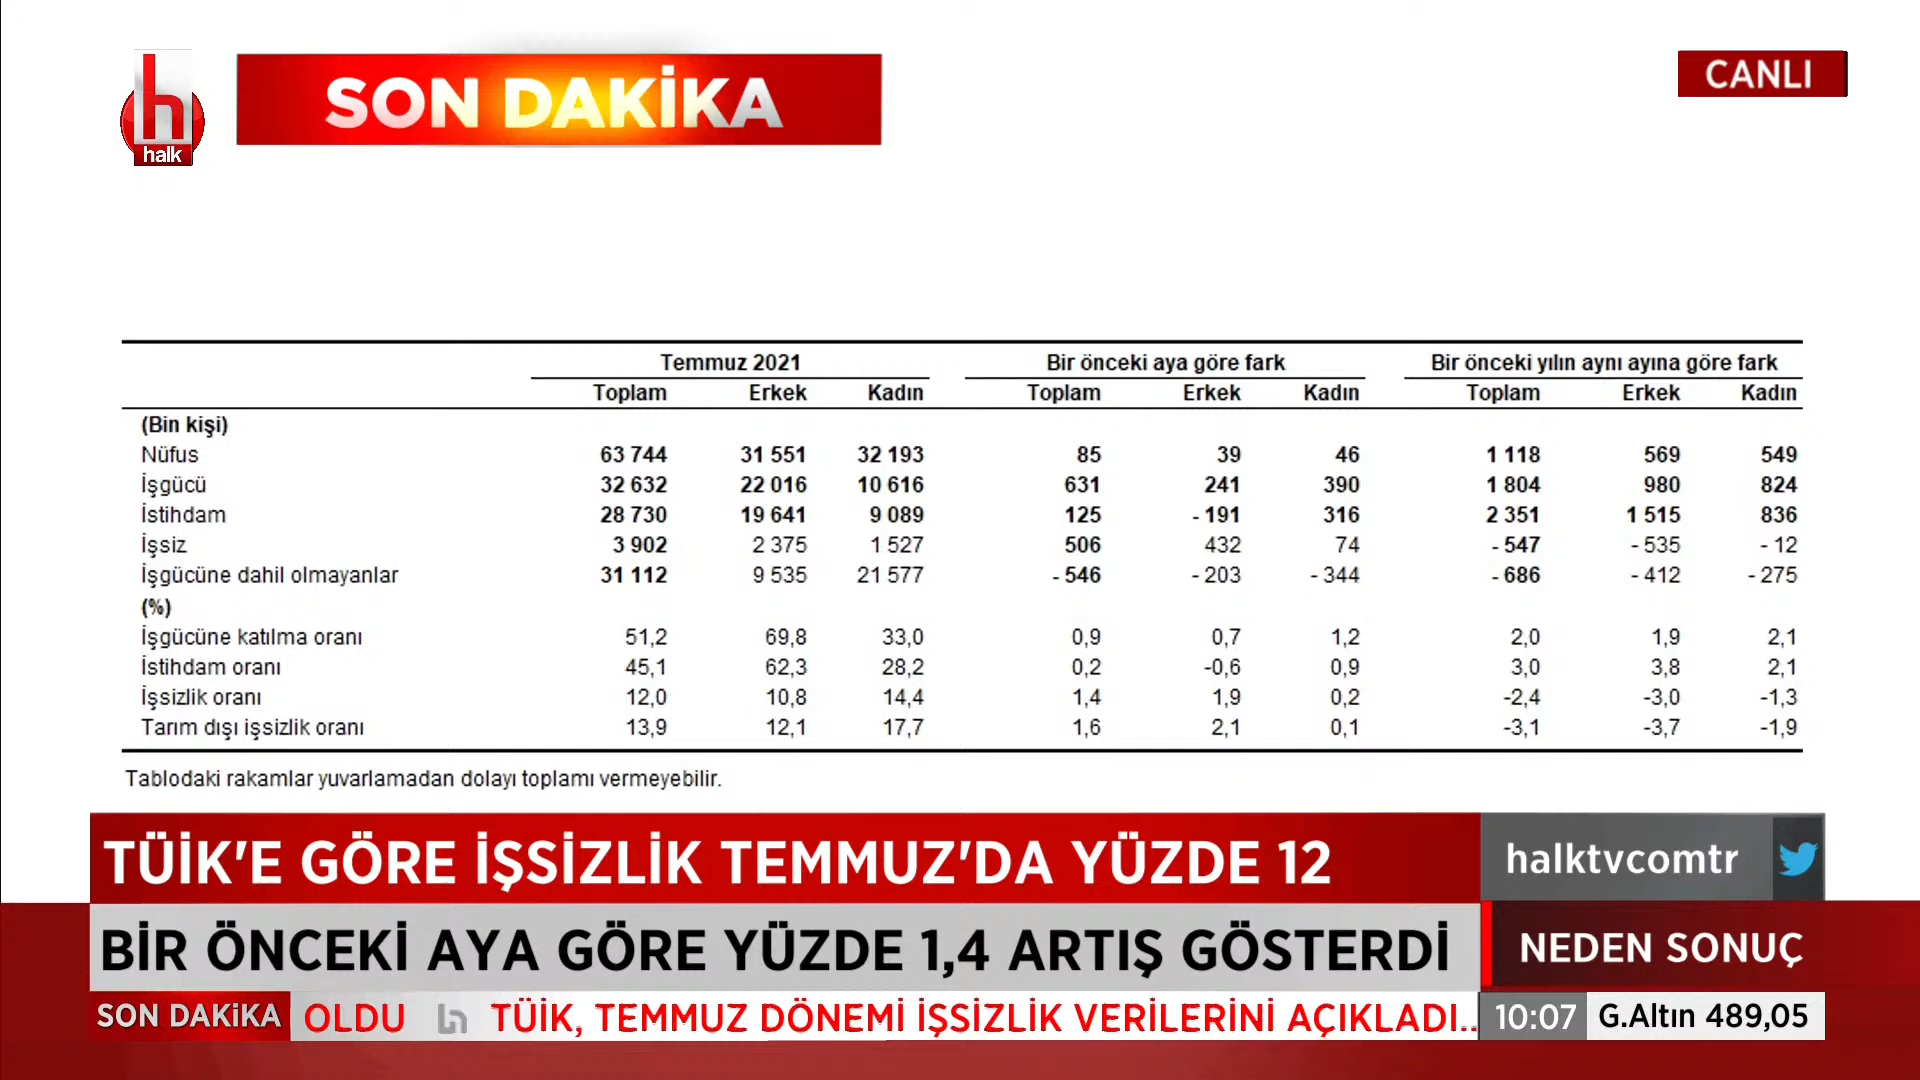 h
halk
SON DAKİKA
CANLI
Temmuz 2021 Bir önceki aya göre fark Bir önceki yılın aynı ayına göre fark
Toplam Erkek Kadın Toplam Erkek Kadın Toplam Erkek Kadın
(Bin kişi)
Nüfus 63 744 31 551 32 193 85 39 46 1 118 569 549
İşgücü 32 632 22 016 10 616 631 241 390 1 804 980 824
İstihdam 28 730 19 641 9 089 125 - 191 316 2 351 1 515 836
İşsiz 3 902 2 375 1 527 506 432 74 - 547 - 535 - 12
İşgücüne dahil olmayanlar 31 112 9 535 21 577 - 546 - 203 - 344 - 686 - 412 - 275
(%)
İşgücüne katılma oranı 51,2 69,8 33,0 0,9 0,7 1,2 2,0 1,9 2,1
İstihdam oranı 45,1 62,3 28,2 0,2 -0,6 0,9 3,0 3,8 2,1
İşsizlik oranı 12,0 10,8 14,4 1,4 1,9 0,2 -2,4 -3,0 -1,3
Tarım dışı işsizlik oranı 13,9 12,1 17,7 1,6 2,1 0,1 -3,1 -3,7 -1,9
Tablodaki rakamlar yuvarlamadan dolayı toplamı vermeyebilir.
TÜİK'E GÖRE İŞSİZLİK TEMMUZ'DA YÜZDE 12
halktvcomtr
BİR ÖNCEKİ AYA GÖRE YÜZDE 1,4 ARTIŞ GÖSTERDİ
NEDEN SONUÇ
SON DAKİKA OLDU h TÜİK, TEMMUZ DÖNEMİ İŞSİZLİK VERİLERİNİ AÇIKLADI..
10:07 G.Altın 489,05